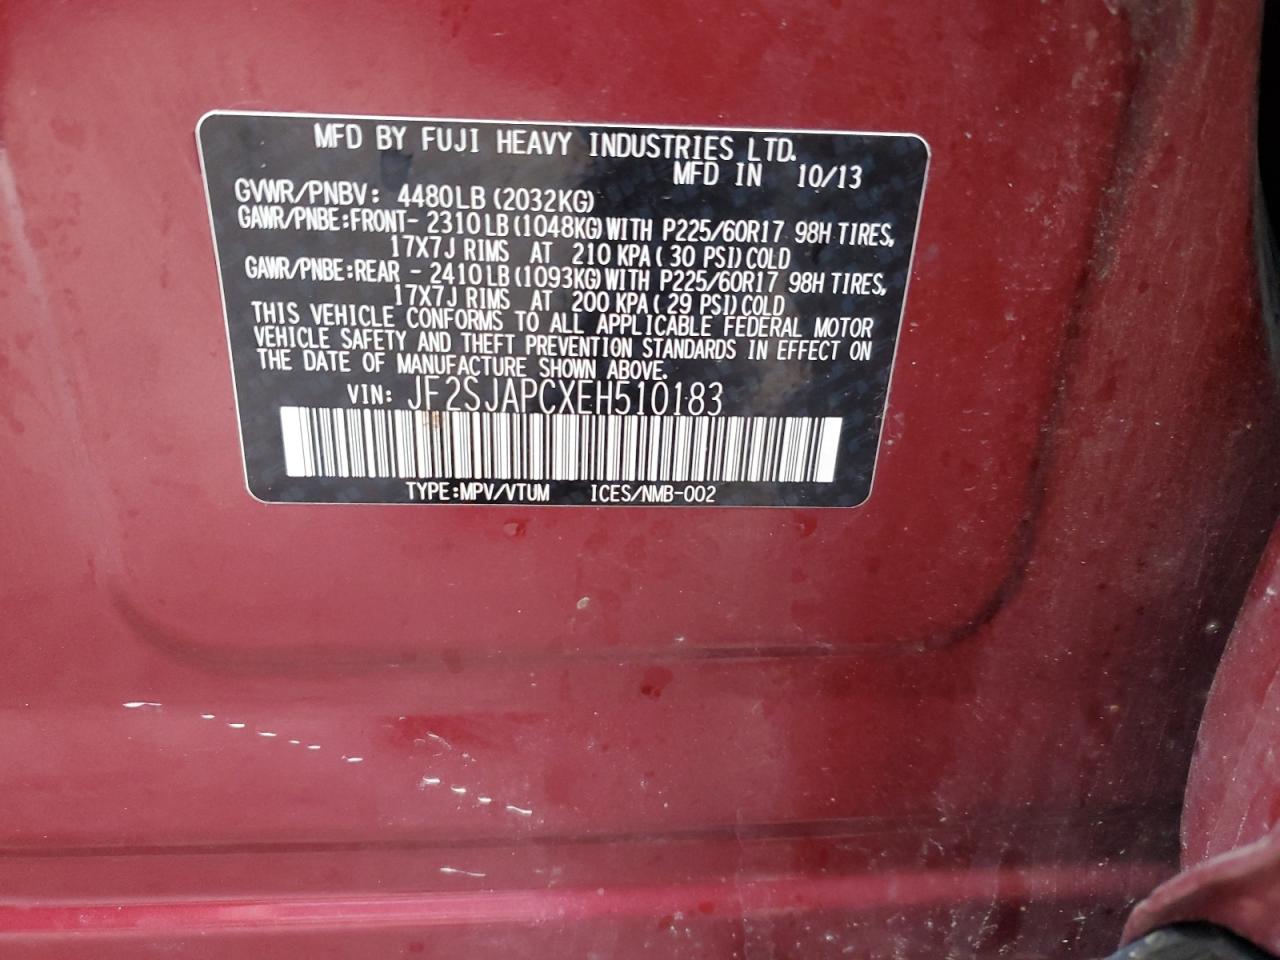 MFD BY FUJI HEAVY INDUSTRIES LTD.
MFD IN 10/13
GVWR/PNBV: 4480LB (2032KG)
GAWR/PNBE:FRONT- 2310LB (1048KG) WITH P225/60R17 98H TIRES,
17X7J RIMS AT 210 KPA ( 30 PSI) COLD
GAWR/PNBE:REAR - 2410LB (1093KG) WITH P225/60R17 98H TIRES,
17X7J RIMS AT 200 KPA ( 29 PSI) COLD
THIS VEHICLE CONFORMS TO ALL APPLICABLE FEDERAL MOTOR
VEHICLE SAFETY AND THEFT PREVENTION STANDARDS IN EFFECT ON
THE DATE OF MANUFACTURE SHOWN ABOVE.
VIN: JF2SJAPCXEH510183
TYPE:MPV/VTUM ICES/NMB-002